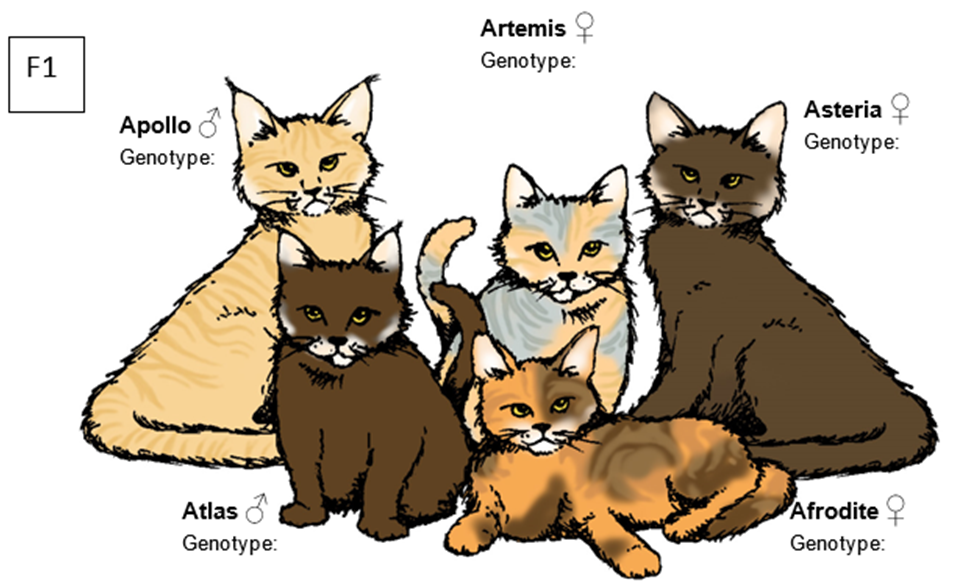 F1
Artemis ♀
Genotype:
Apollo ♂
Genotype:
Asteria ♀
Genotype:
Atlas ♂
Genotype:
Afrodite ♀
Genotype: